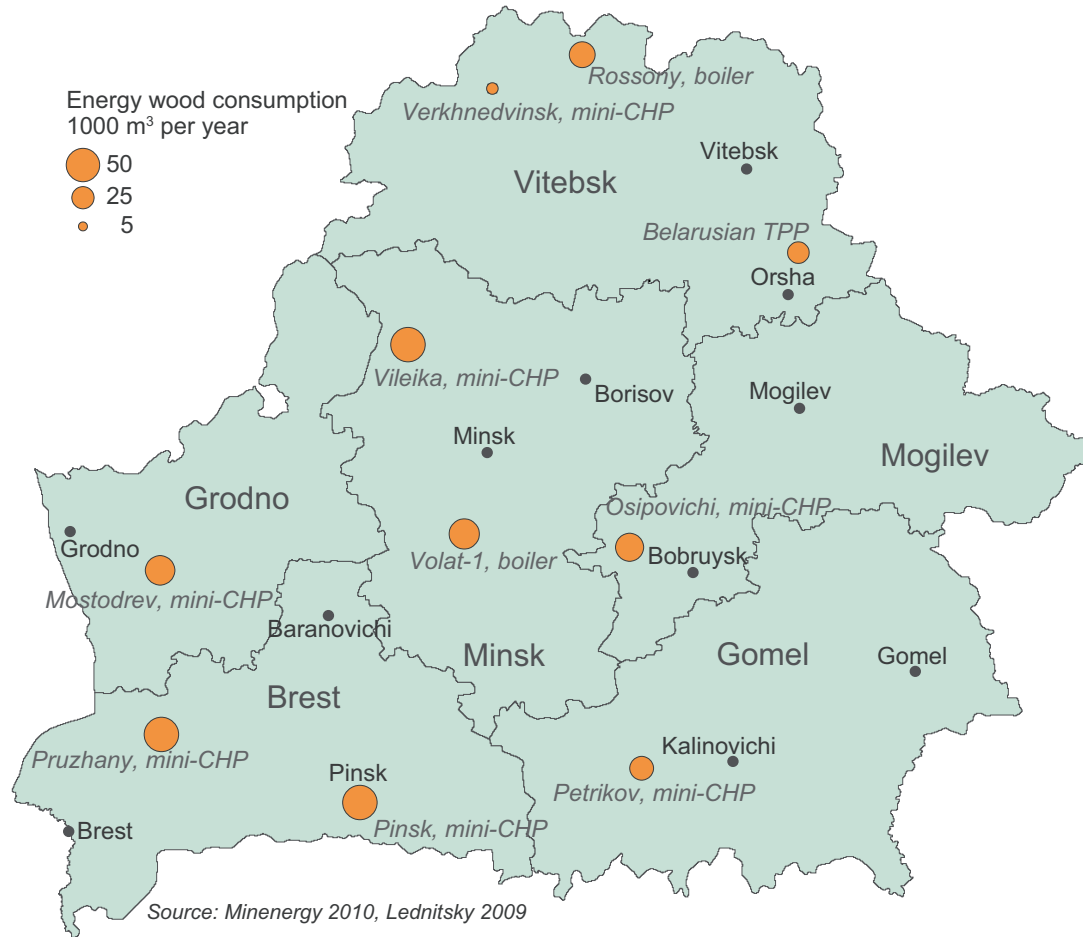 Rossony, boiler
Energy wood consumption
1000 m³ per year
50
25
5
Verkhnedvinsk, mini-CHP
Vitebsk
Vitebsk
Belarusian TPP
Orsha
Vileika, mini-CHP
Borisov
Mogilev
Minsk
Mogilev
Grodno
Osipovichi, mini-CHP
Grodno
Volat-1, boiler
Bobruysk
Mostodrev, mini-CHP
Baranovichi
Minsk
Gomel
Gomel
Brest
Kalinovichi
Pruzhany, mini-CHP
Pinsk
Petrikov, mini-CHP
Brest
Pinsk, mini-CHP
Source: Minenergy 2010, Lednitsky 2009